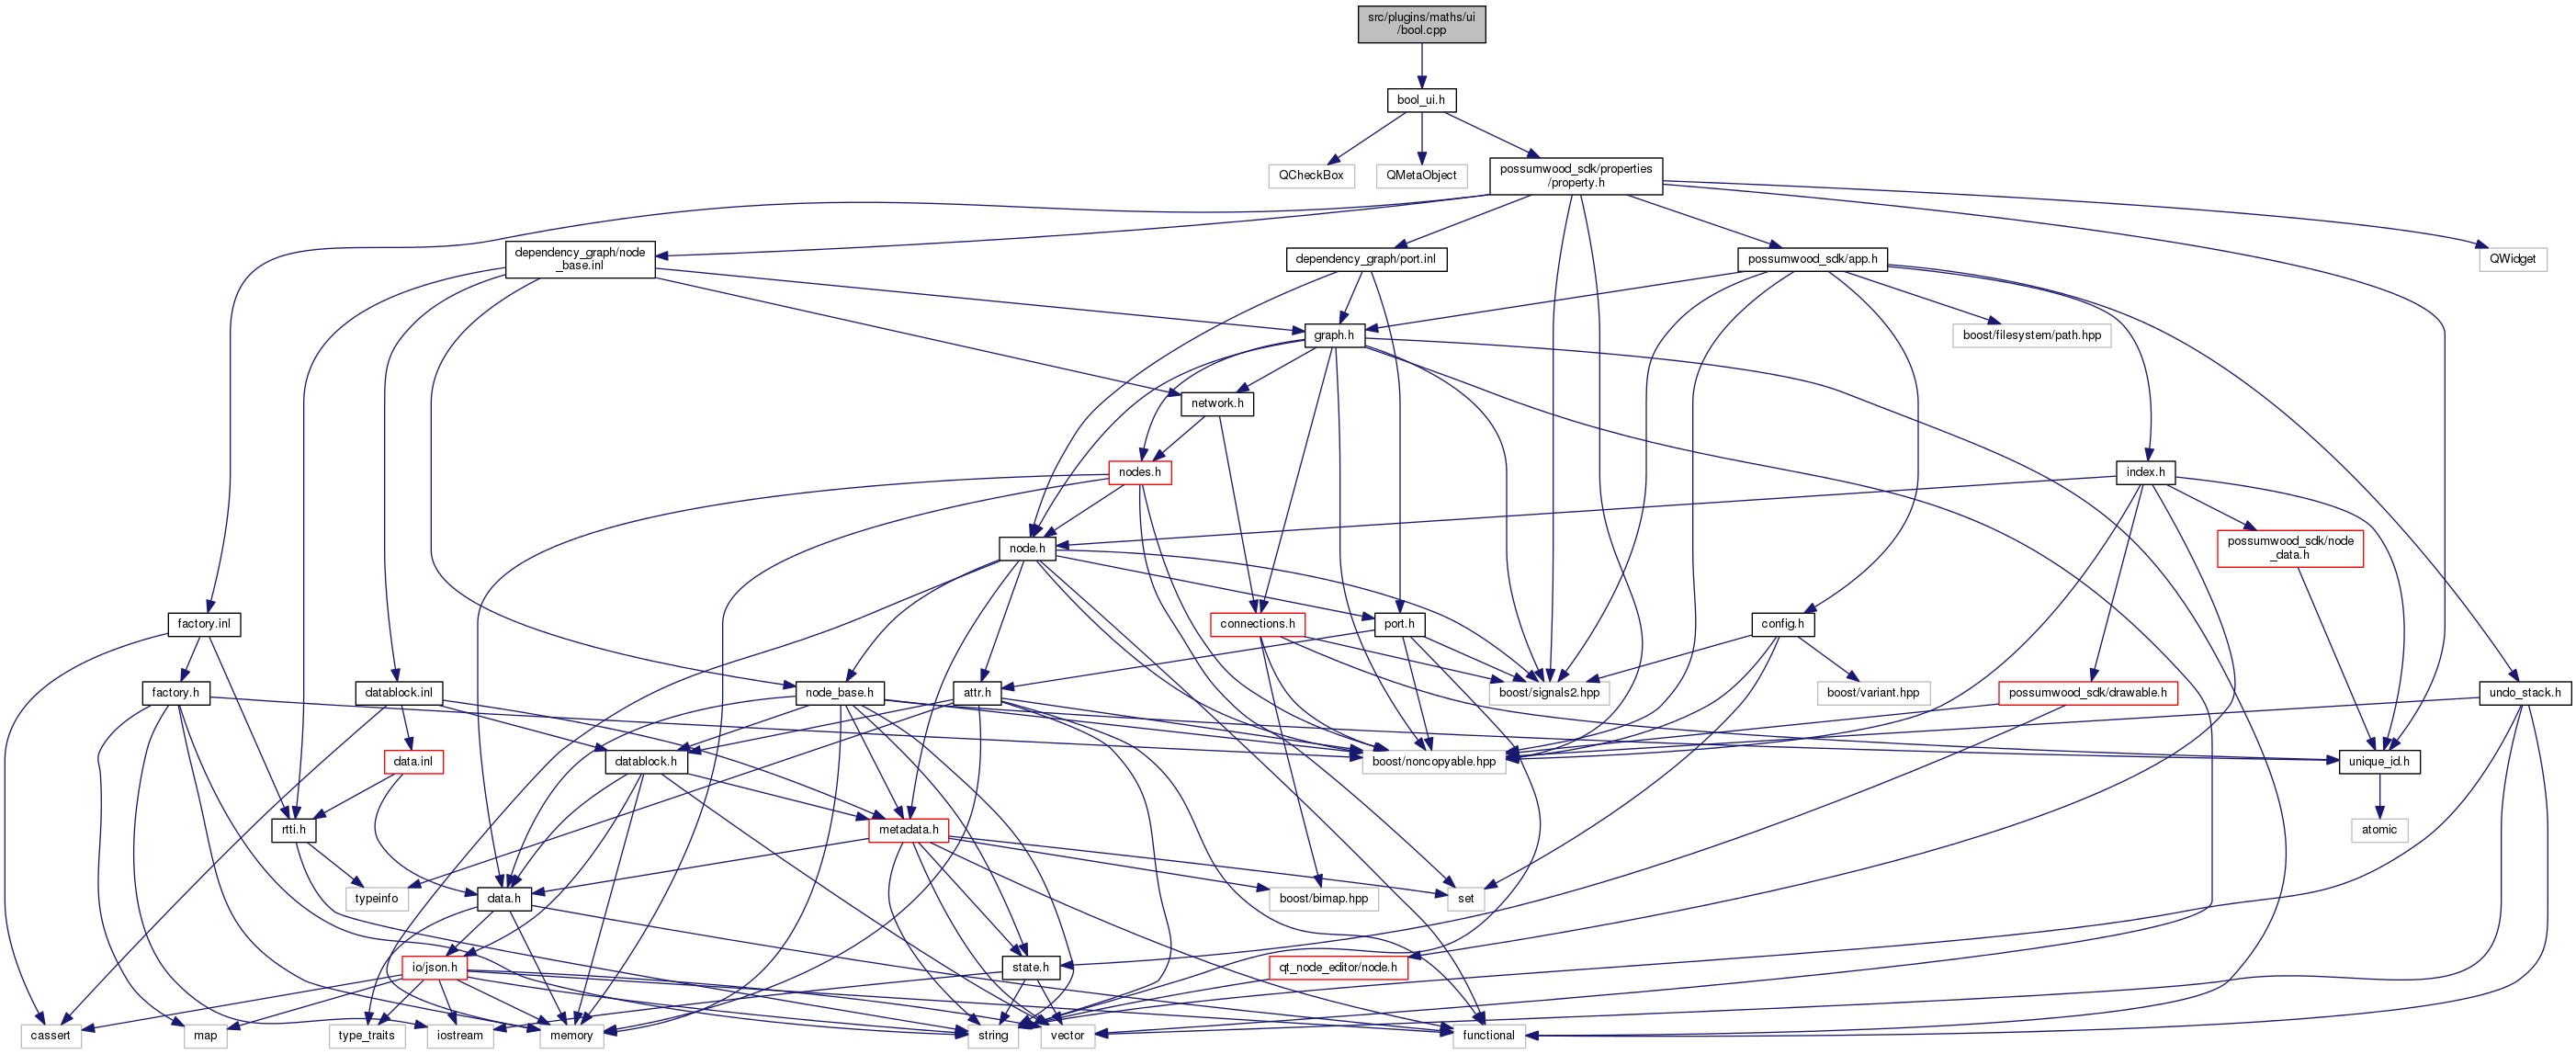 src/plugins/maths/ui
/bool.cpp
bool_ui.h
QCheckBox
QMetaObject
possumwood_sdk/properties
/property.h
dependency_graph/node
_base.inl
dependency_graph/port.inl
possumwood_sdk/app.h
QWidget
graph.h
boost/filesystem/path.hpp
network.h
nodes.h
index.h
node.h
possumwood_sdk/node
_data.h
factory.inl
connections.h
port.h
config.h
factory.h
datablock.inl
node_base.h
attr.h
boost/signals2.hpp
boost/variant.hpp
possumwood_sdk/drawable.h
undo_stack.h
data.inl
datablock.h
boost/noncopyable.hpp
unique_id.h
rtti.h
metadata.h
atomic
typeinfo
data.h
boost/bimap.hpp
set
io/json.h
state.h
qt_node_editor/node.h
cassert
map
type_traits
iostream
memory
string
vector
functional